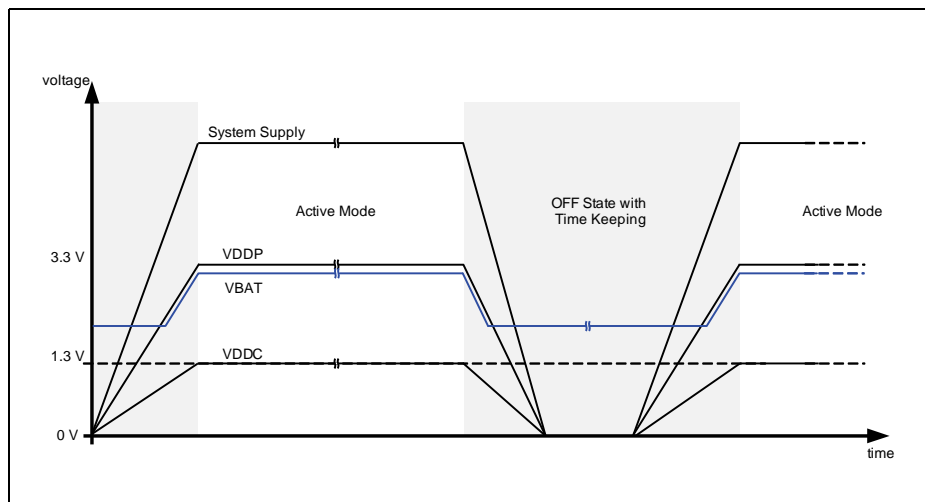 voltage
System Supply
Active Mode
OFF State with
Time Keeping
Active Mode
3.3 V
VDDP
VBAT
1.3 V
VDDC
0 V
time